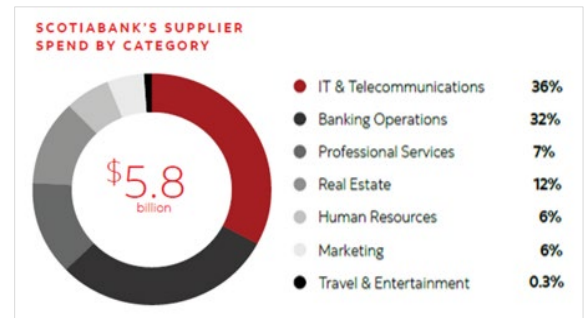 SCOTIABANK'S SUPPLIER
SPEND BY CATEGORY
$5.8
billion
IT & Telecommunications 36%
Banking Operations 32%
Professional Services 7%
Real Estate 12%
Human Resources 6%
Marketing 6%
Travel & Entertainment 0.3%